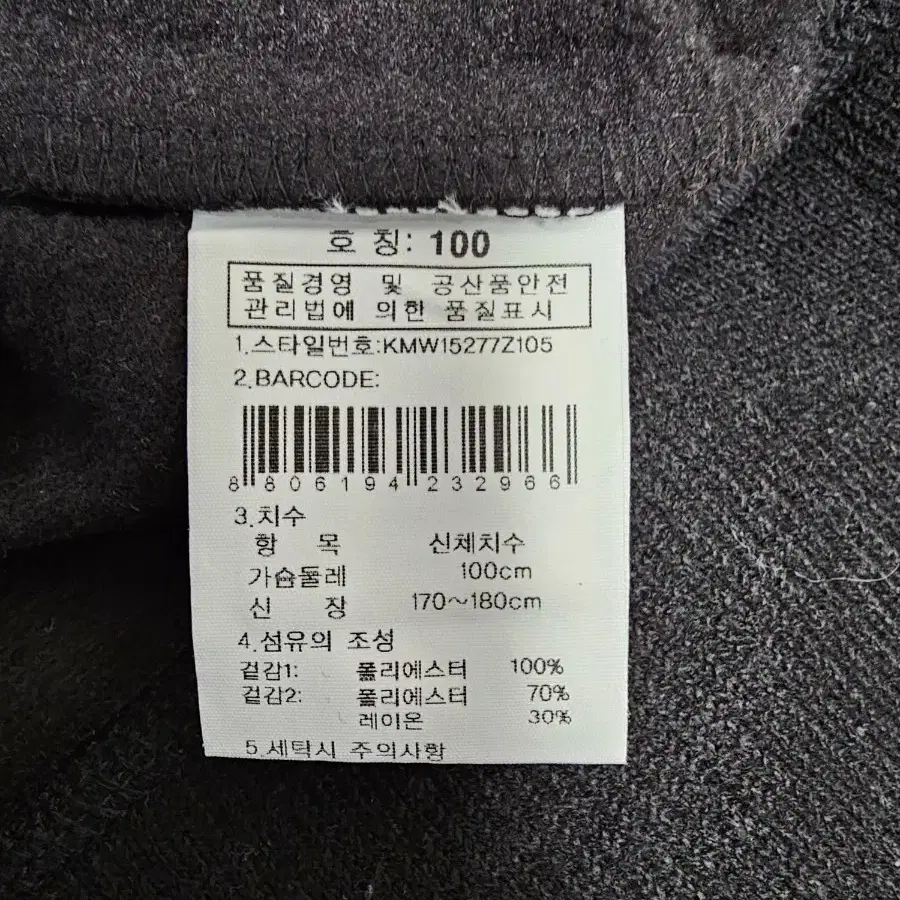 호 칭: 100
품질경영 및 공산품안전
관리법에 의한 품질표시
1.스타일번호:KMW15277Z105
2.BARCODE:
8 806194 232966
3.치수
항 목 신체치수
가슴둘레 100cm
신 장 170~180cm
4.섬유의 조성
겉감1: 폴리에스터 100%
겉감2: 폴리에스터 70%
레이온 30%
5.세탁시 주의사항